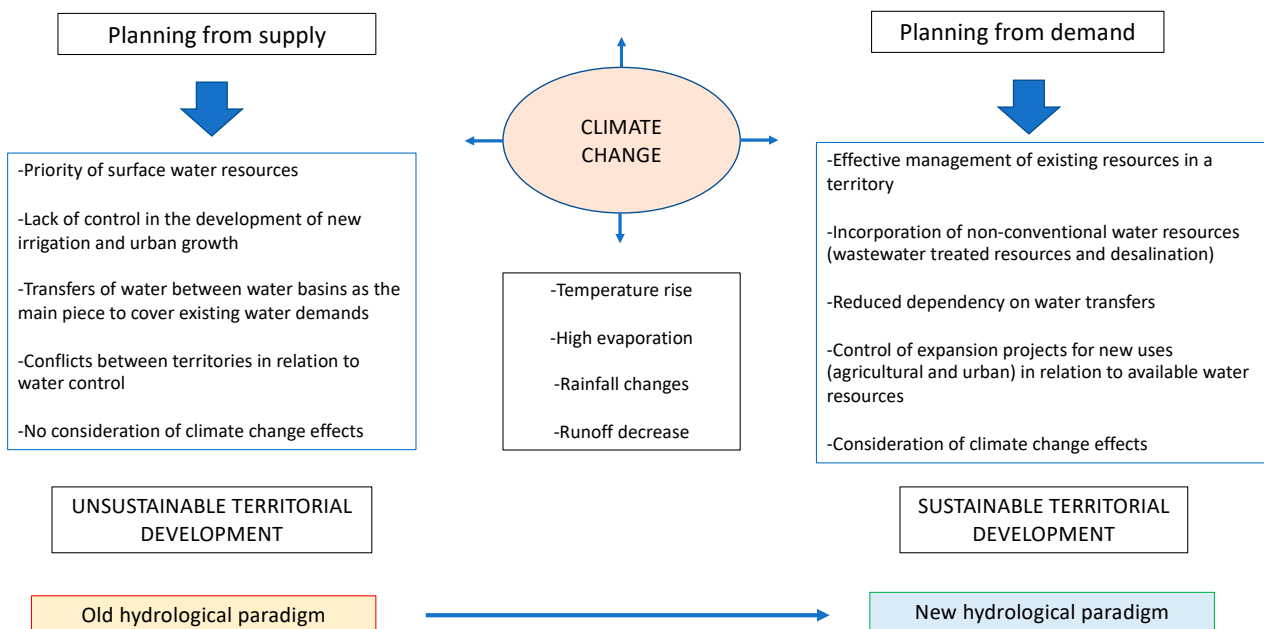 Planning from supply
-Priority of surface water resources
-Lack of control in the development of new
irrigation and urban growth
-Transfers of water between water basins as the
main piece to cover existing water demands
-Conflicts between territories in relation to
water control
-No consideration of climate change effects
UNSUSTAINABLE TERRITORIAL
DEVELOPMENT
Old hydrological paradigm
CLIMATE
CHANGE
-Temperature rise
-High evaporation
-Rainfall changes
-Runoff decrease
Planning from demand
-Effective management of existing resources in a
territory
-Incorporation of non-conventional water resources
(wastewater treated resources and desalination)
-Reduced dependency on water transfers
-Control of expansion projects for new uses
(agricultural and urban) in relation to available water
resources
-Consideration of climate change effects
SUSTAINABLE TERRITORIAL
DEVELOPMENT
New hydrological paradigm